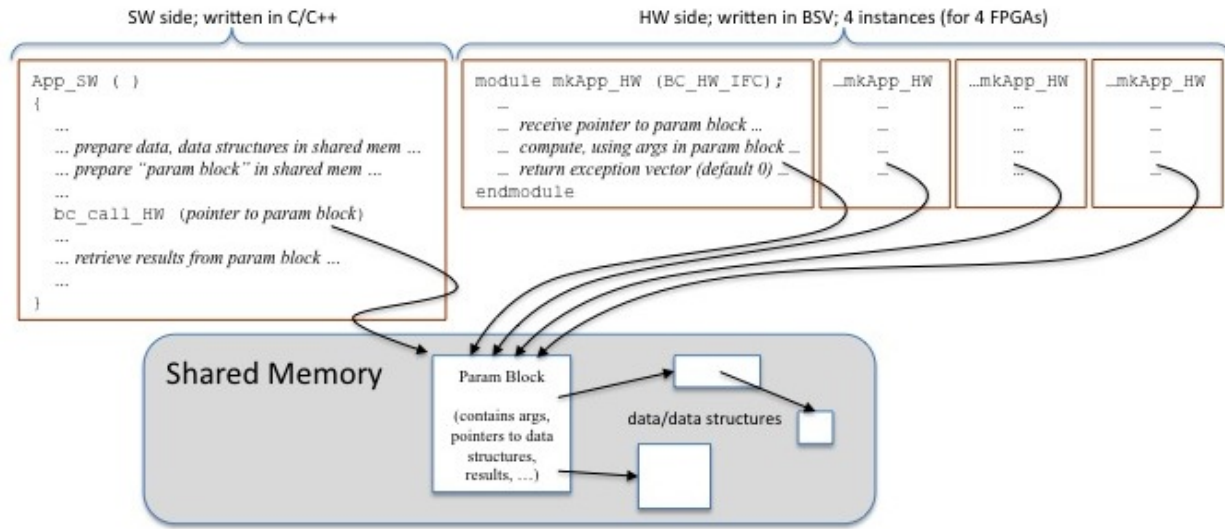 SW side; written in C/C++
HW side; written in BSV; 4 instances (for 4 FPGAs)
App_SW ( )
{
...
... prepare data, data structures in shared mem ...
... prepare “param block” in shared mem ...
...
bc_call_HW (pointer to param block)
...
... retrieve results from param block ...
...
}
module mkApp_HW (BC_HW_IFC);
…
… receive pointer to param block ...
… compute, using args in param block ...
… return exception vector (default 0) ...
endmodule
…mkApp_HW
…
…
…
…
…mkApp_HW
…
…
…
…
…mkApp_HW
…
…
…
…
Shared Memory
Param Block
(contains args,
pointers to data
structures,
results, …)
data/data structures